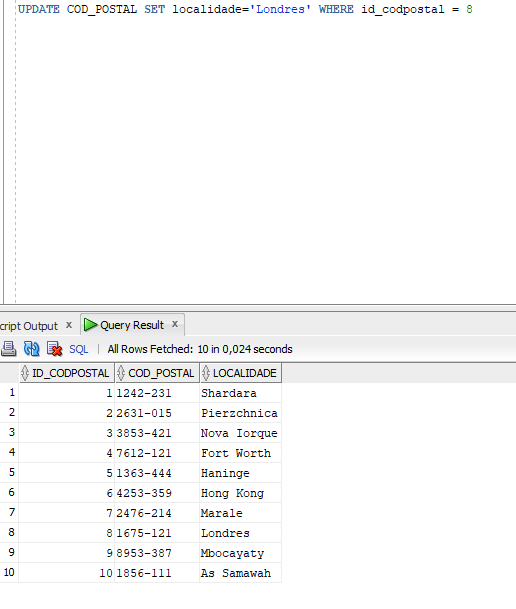 UPDATE COD_POSTAL SET localidade='Londres' WHERE id_codpostal = 8
cript Output x Query Result x
SQL | All Rows Fetched: 10 in 0,024 seconds
ID_CODPOSTAL COD_POSTAL LOCALIDADE
1 1 1242-231 Shardara
2 2 2631-015 Pierzchnica
3 3 3853-421 Nova Iorque
4 4 7612-121 Fort Worth
5 5 1363-444 Haninge
6 6 4253-359 Hong Kong
7 7 2476-214 Marale
8 8 1675-121 Londres
9 9 8953-387 Mbocayaty
10 10 1856-111 As Samawah